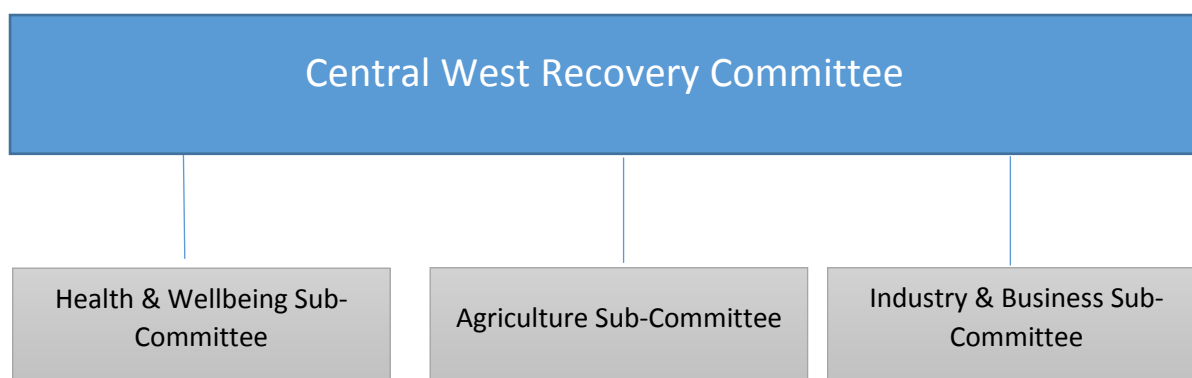 Central West Recovery Committee
Health & Wellbeing Sub-
Committee
Agriculture Sub-Committee
Industry & Business Sub-
Committee